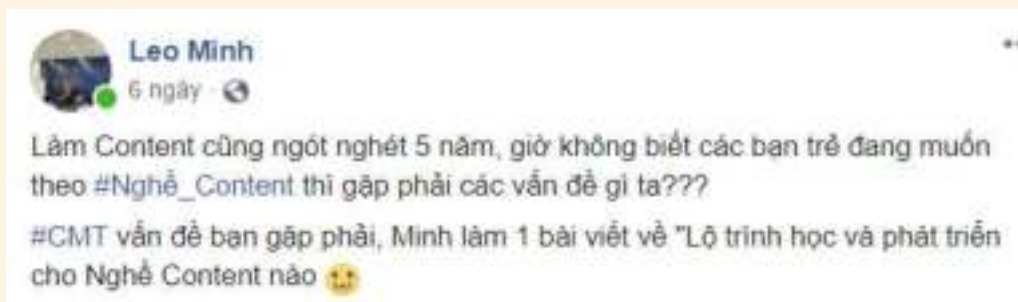 Leo Minh
6 ngày
Làm Content cũng ngót nghét 5 năm, giờ không biết các bạn trẻ đang muốn
theo #Nghề_Content thì gặp phải các vấn đề gì ta???
#CMT vấn đề bạn gặp phải, Minh làm 1 bài viết về "Lộ trình học và phát triển
cho Nghề Content nào